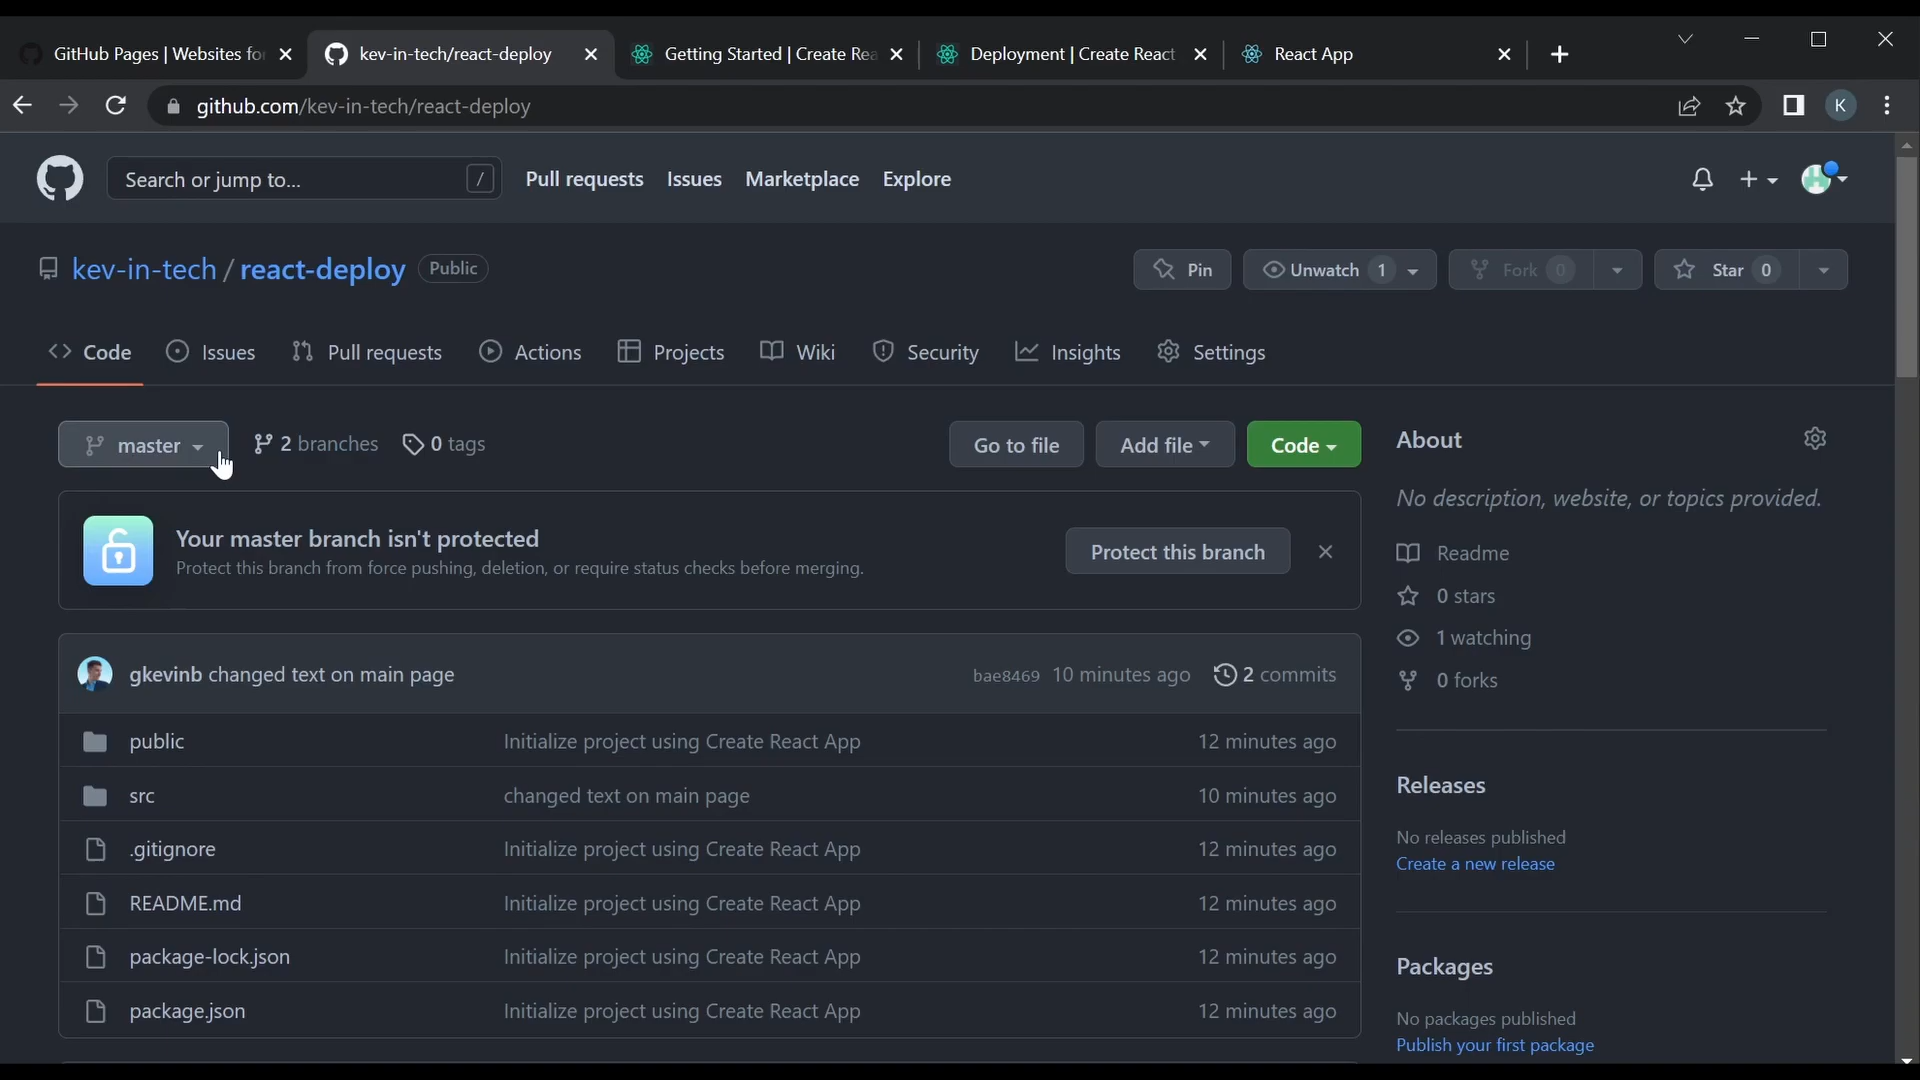 GitHub Pages | Websites fo
kev-in-tech/react-deploy
Getting Started | Create Rea
Deployment | Create React
React App
github.com/kev-in-tech/react-deploy
K
Search or jump to...
/
Pull requests
Issues
Marketplace
Explore
kev-in-tech / react-deploy
Public
Pin
Unwatch 1
Fork 0
Star 0
Code
Issues
Pull requests
Actions
Projects
Wiki
Security
Insights
Settings
master
2 branches
0 tags
Go to file
Add file
Code
Your master branch isn't protected
Protect this branch from force pushing, deletion, or require status checks before merging.
Protect this branch
gkevinb changed text on main page
bae8469 10 minutes ago
2 commits
public
Initialize project using Create React App
12 minutes ago
src
changed text on main page
10 minutes ago
.gitignore
Initialize project using Create React App
12 minutes ago
README.md
Initialize project using Create React App
12 minutes ago
package-lock.json
Initialize project using Create React App
12 minutes ago
package.json
Initialize project using Create React App
12 minutes ago
About
No description, website, or topics provided.
Readme
0 stars
1 watching
0 forks
Releases
No releases published
Create a new release
Packages
No packages published
Publish your first package